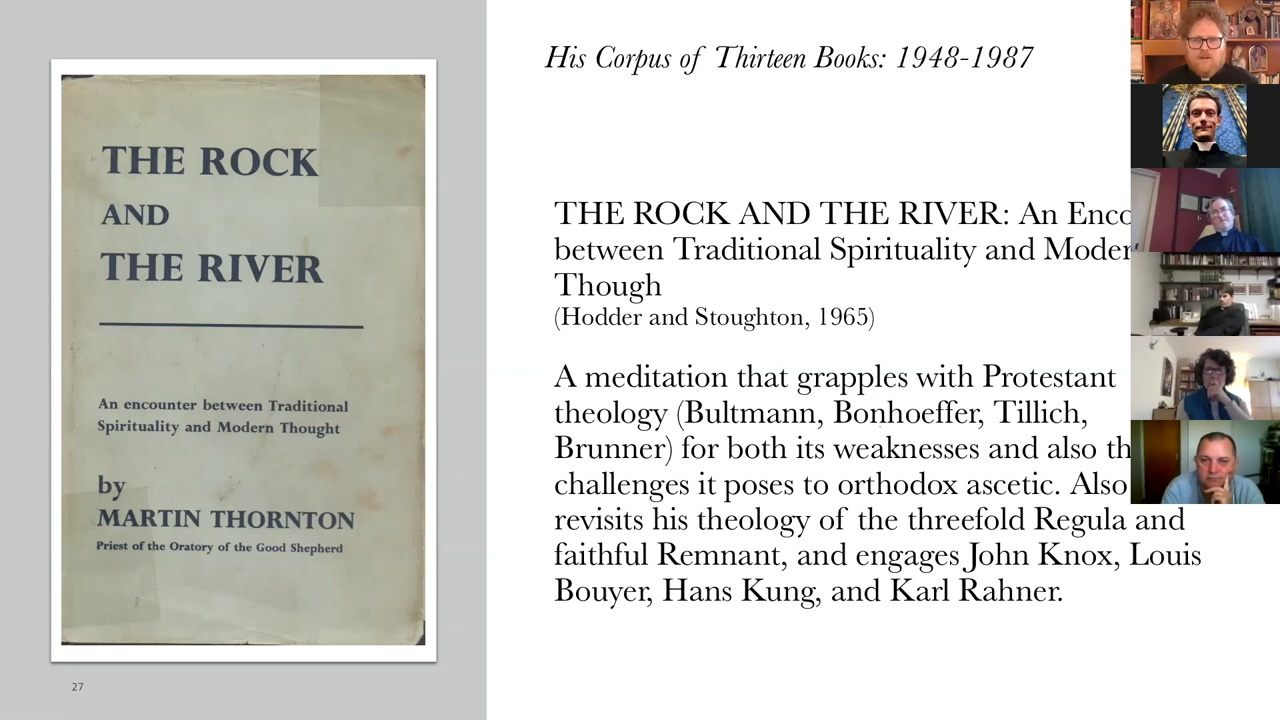 THE ROCK
AND
THE RIVER
An encounter between Traditional
Spirituality and Modern Thought
by
MARTIN THORNTON
Priest of the Oratory of the Good Shepherd
27
His Corpus of Thirteen Books: 1948-1987
THE ROCK AND THE RIVER: An Enco
between Traditional Spirituality and Moder
Though
(Hodder and Stoughton, 1965)
A meditation that grapples with Protestant
theology (Bultmann, Bonhoeffer, Tillich,
Brunner) for both its weaknesses and also th
challenges it poses to orthodox ascetic. Also
revisits his theology of the threefold Regula and
faithful Remnant, and engages John Knox, Louis
Bouyer, Hans Kung, and Karl Rahner.